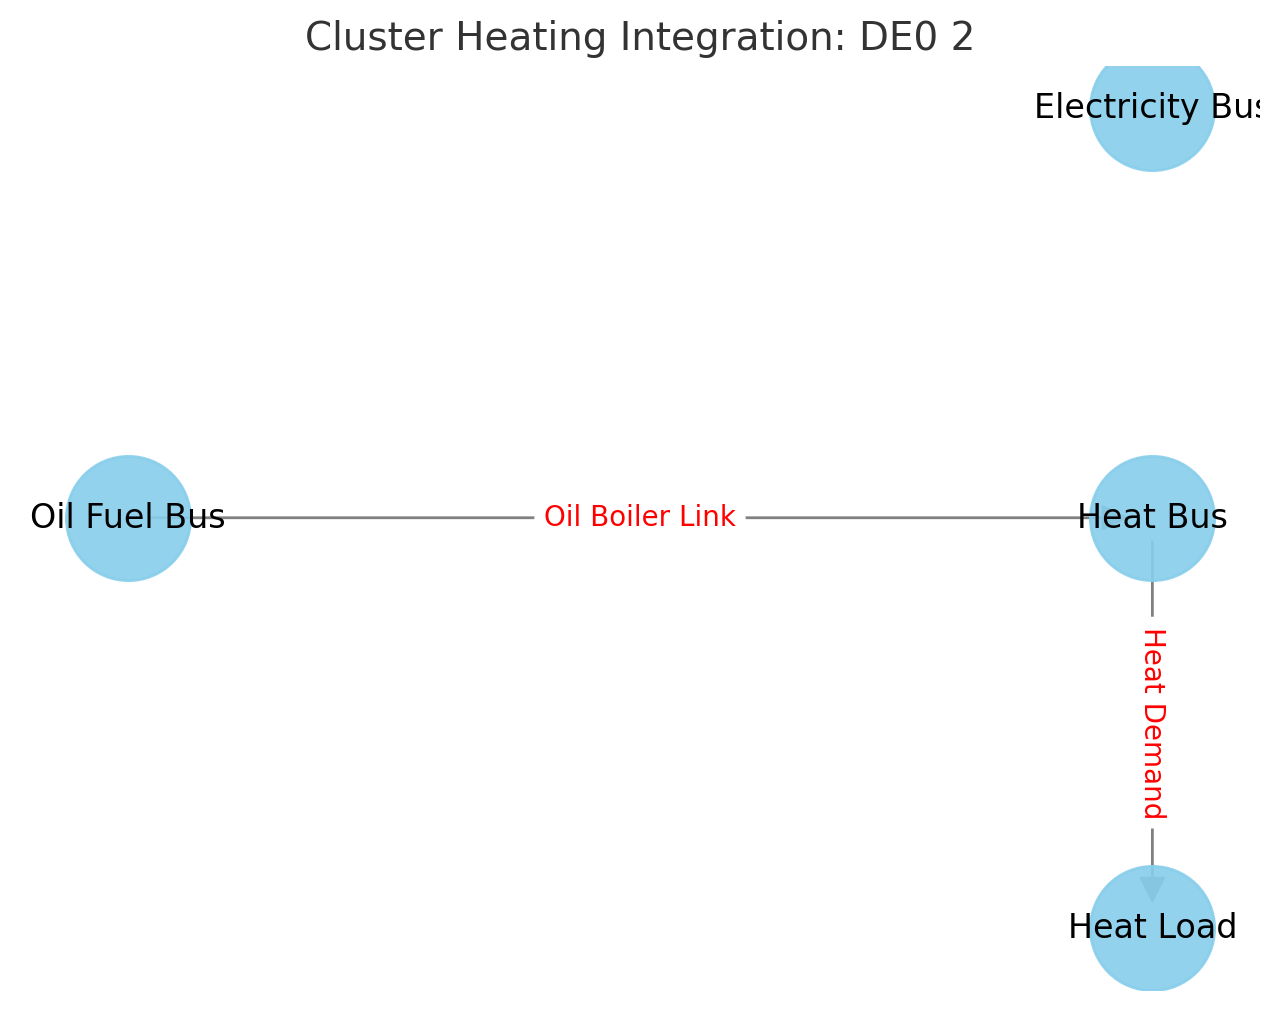 Cluster Heating Integration: DE0 2
Electricity Bus
Oil Fuel Bus
Oil Boiler Link
Heat Bus
Heat Demand
Heat Load